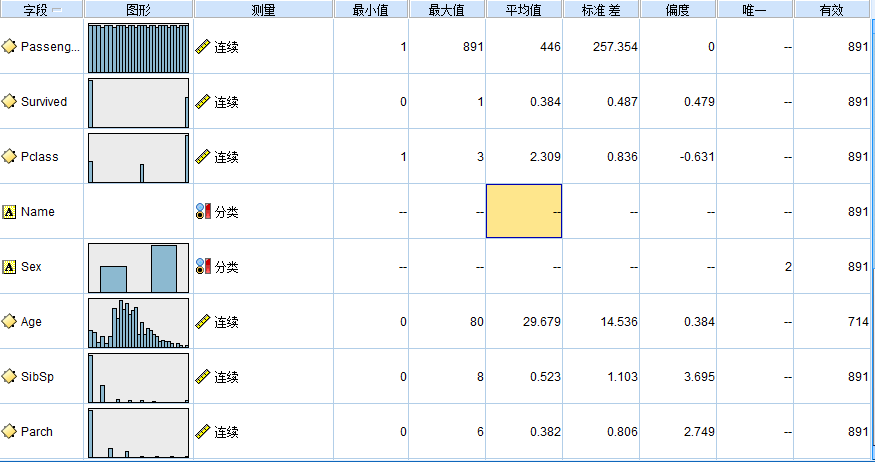 字段 图形 测量 最小值 最大值 平均值 标准 差 偏度 唯一 有效
Passeng... 连续 1 891 446 257.354 0 -- 891
Survived 连续 0 1 0.384 0.487 0.479 -- 891
Pclass 连续 1 3 2.309 0.836 -0.631 -- 891
A Name 分类 -- -- -- -- -- -- 891
A Sex 分类 -- -- -- -- -- 2 891
Age 连续 0 80 29.679 14.536 0.384 -- 714
SibSp 连续 0 8 0.523 1.103 3.695 -- 891
Parch 连续 0 6 0.382 0.806 2.749 -- 891